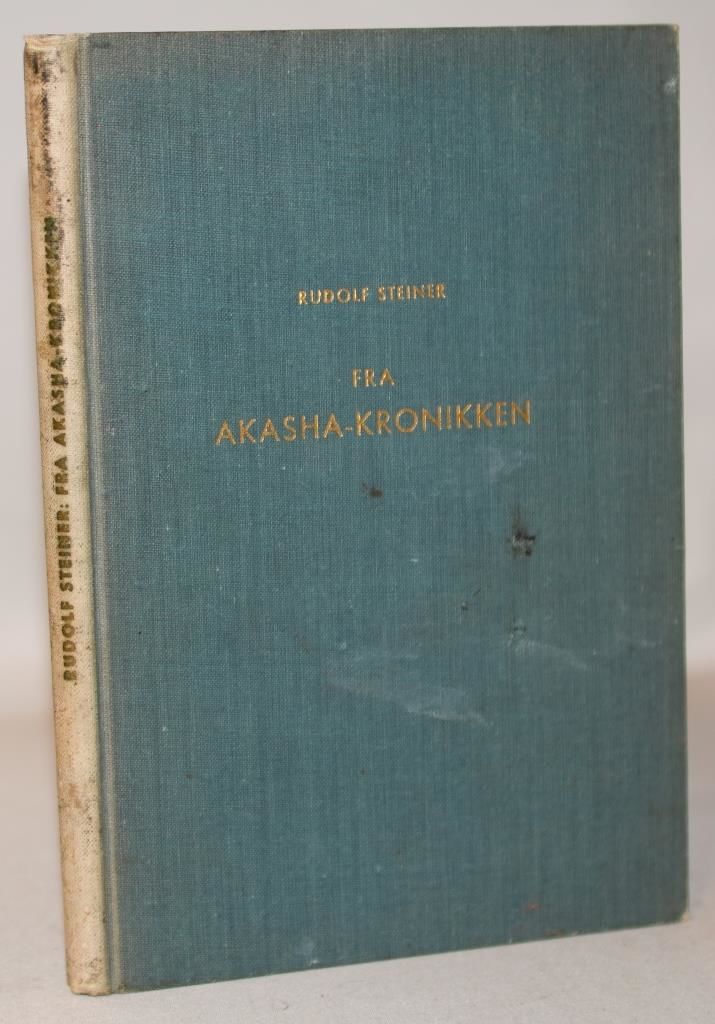 RUDOLF STEINER
FRA
AKASHA-KRONIKKEN
RUDOLF STEINER: FRA AKASHA-KRONIKKEN